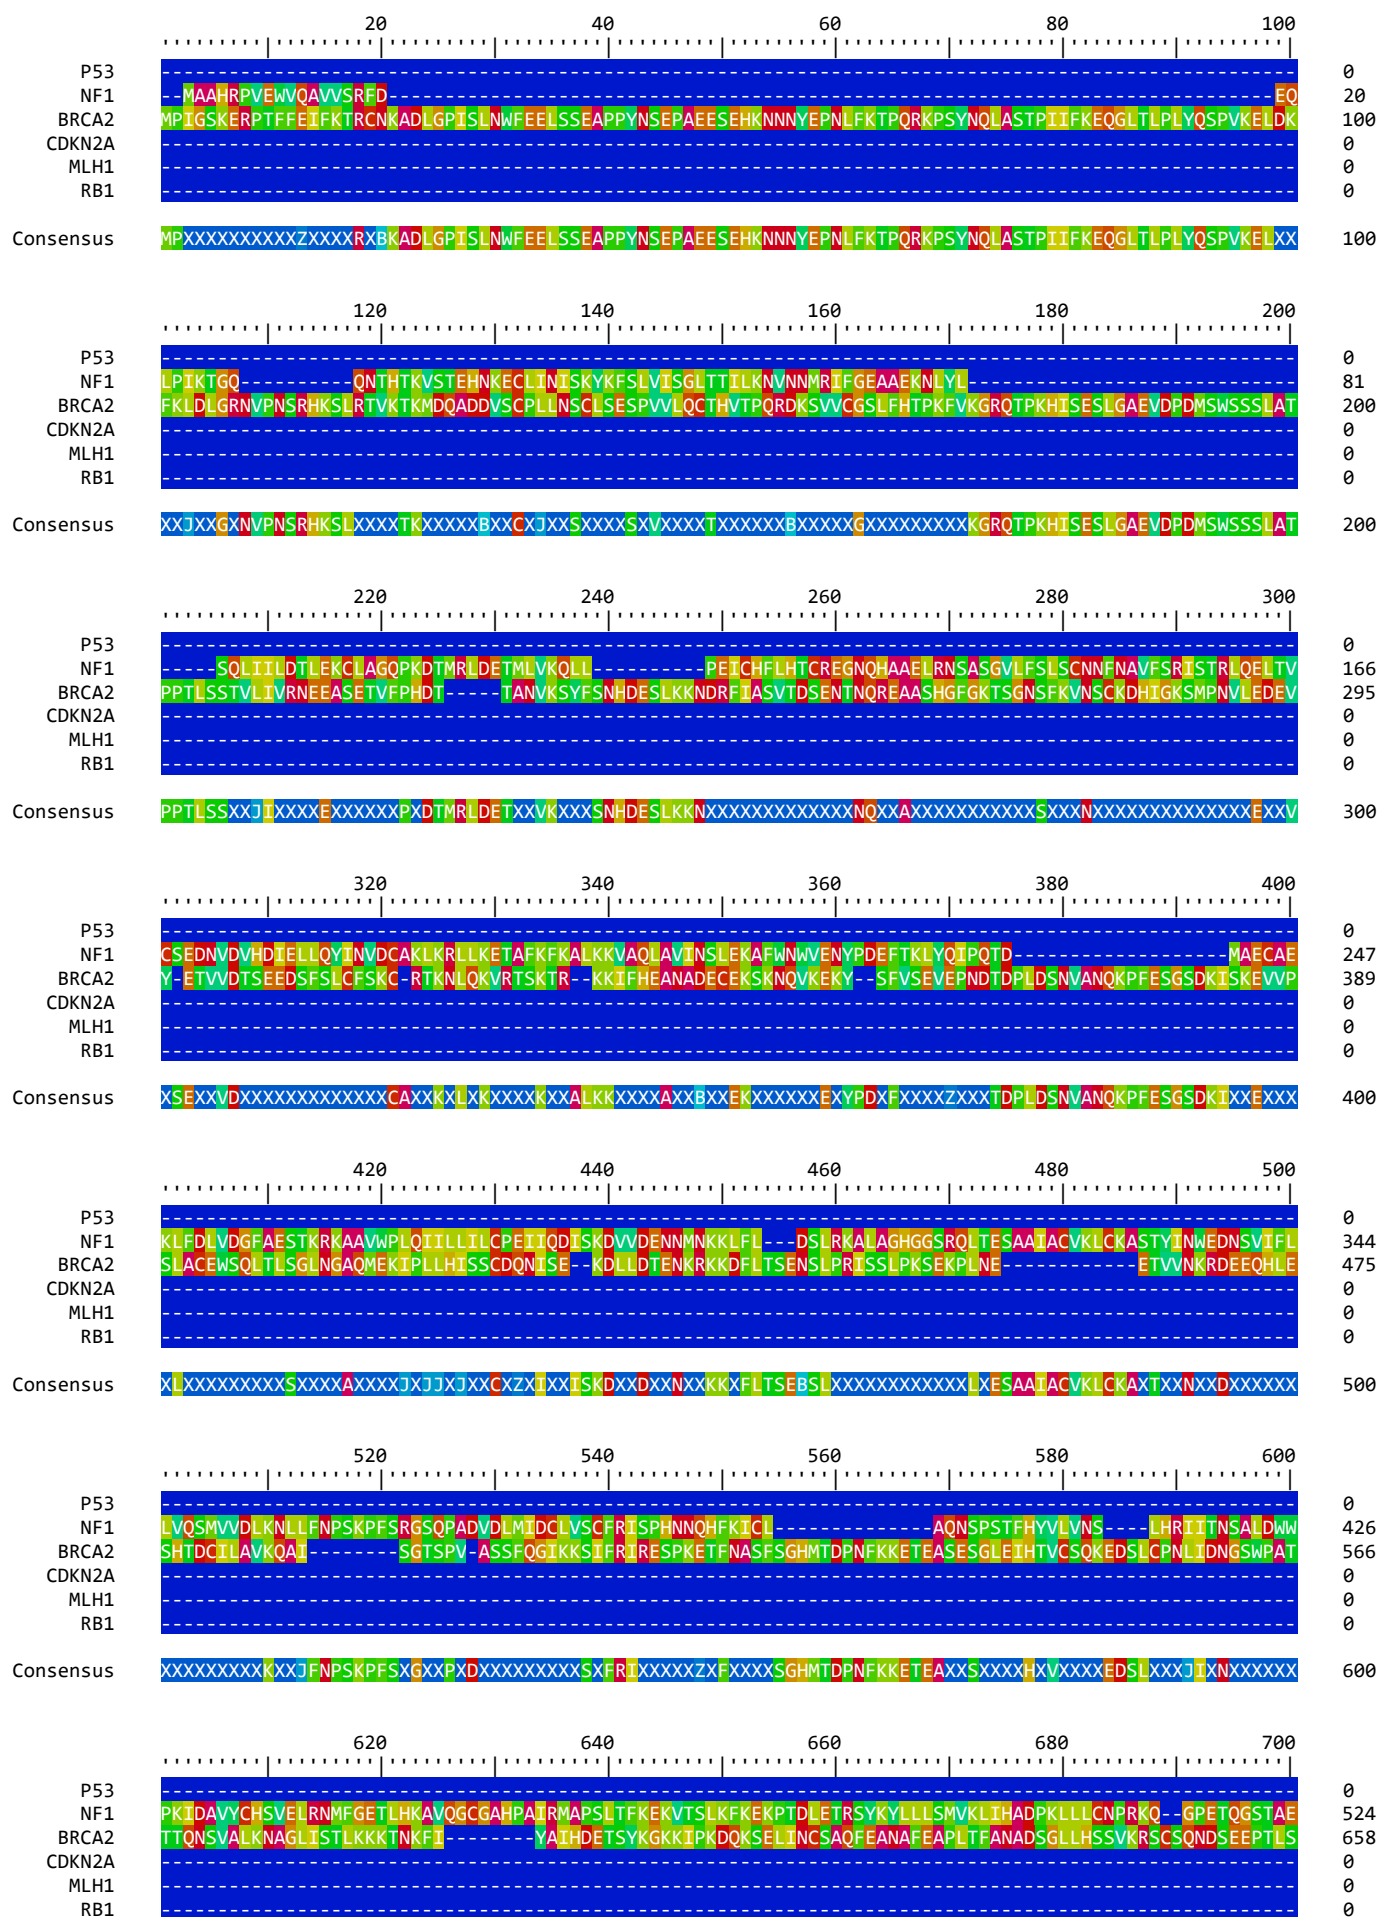 20 40 60 80 100
P53 ---------------------------------------------------------------------------------------------------- 0
NF1 --MAAHRPVEWVQAVVSRFD------------------------------------------------------------------------------EQ 20
BRCA2 MPIGSKERPTFFEIFKTRCNKADLGPISLNWFEELSSEAPPYNSEPAEESEHKNNNYEPNLFKTPQRKPSYNQLASTPIIFKEQGLTLPLYQSPVKELDK 100
CDKN2A ---------------------------------------------------------------------------------------------------- 0
MLH1 ---------------------------------------------------------------------------------------------------- 0
RB1 ---------------------------------------------------------------------------------------------------- 0
Consensus MPXXXXXXXXXXZXXXXRXBKADLGPISLNWFEELSSEAPPYNSEPAEESEHKNNNYEPNLFKTPQRKPSYNQLASTPIIFKEQGLTLPLYQSPVKELXX 100
120 140 160 180 200
P53 ---------------------------------------------------------------------------------------------------- 0
NF1 LPIKTGQ----------QNTHTKVSTEHNKECLINISKYKFSLVISGLTTILKNVNNMRIFGEAAEKNLYL----------------------------- 81
BRCA2 FKLDLGRNVPNSRHKSLRTVKTKMDQADDVSCPLLNSCLSESPVVLQCTHVTPQRDKSVVCGSLFHTPKFVKGRQTPKHISESLGAEVDPDMSWSSSLAT 200
CDKN2A ---------------------------------------------------------------------------------------------------- 0
MLH1 ---------------------------------------------------------------------------------------------------- 0
RB1 ---------------------------------------------------------------------------------------------------- 0
Consensus XXJXXGXNVPNSRHKSLXXXXTKXXXXXBXXCXJXXSXXXXSXVXXXXTXXXXXXBXXXXXGXXXXXXXXXKGRQTPKHISESLGAEVDPDMSWSSSLAT 200
220 240 260 280 300
P53 ---------------------------------------------------------------------------------------------------- 0
NF1 -----SQLIILDTLEKCLAGQPKDTMRLDETMLVKQLL----------PEICHFLHTCREGNQHAAELRNSASGVLFSLSCNNFNAVFSRISTRLQELTV 166
BRCA2 PPTLSSTVLIVRNEEASETVFPHDT-----TANVKSYFSNHDESLKKNDRFIASVTDSENTNQREAASHGFGKTSGNSFKVNSCKDHIGKSMPNVLEDEV 295
CDKN2A ---------------------------------------------------------------------------------------------------- 0
MLH1 ---------------------------------------------------------------------------------------------------- 0
RB1 ---------------------------------------------------------------------------------------------------- 0
Consensus PPTLSSXXJIXXXXEXXXXXXPXDTMRLDETXXVKXXXSNHDESLKKNXXXXXXXXXXXXXNQXXAXXXXXXXXXXXSXXXNXXXXXXXXXXXXXXEXXV 300
320 340 360 380 400
P53 ---------------------------------------------------------------------------------------------------- 0
NF1 CSEDNVDVHDIELLQYINVDCAKLKRLLKETAFKFKALKKVAQLAVINSLEKAFWNWVENYPDEFTKLYQIPQTD-------------------MAECAE 247
BRCA2 Y-ETVVDTSEEDSFSLCFSKC-RTKNLQKVRTSKTR--KKIFHEANADECEKSKNQVKEKY--SFVSEVEPNDTDPLDSNVANQKPFESGSDKISKEVVP 389
CDKN2A ---------------------------------------------------------------------------------------------------- 0
MLH1 ---------------------------------------------------------------------------------------------------- 0
RB1 ---------------------------------------------------------------------------------------------------- 0
Consensus XSEXXVDXXXXXXXXXXXXXCAXXKXLXKXXXXKXXALKKXXXXAXXBXXEKXXXXXXEXYPDXFXXXXZXXXTDPLDSNVANQKPFESGSDKIXXEXXX 400
420 440 460 480 500
P53 ---------------------------------------------------------------------------------------------------- 0
NF1 KLFDLVDGFAESTKRKAAVWPLQIILLILCPEIIQDISKDVVDENNMNKKLFL---DSLRKALAGHGGSRQLTESAAIACVKLCKASTYINWEDNSVIFL 344
BRCA2 SLACEWSQLTLSGLNGAQMEKIPLLHISSCDQNISE--KDLLDTENKRKKDFLTSENSLPRISSLPKSEKPLNE------------ETVVNKRDEEQHLE 475
CDKN2A ---------------------------------------------------------------------------------------------------- 0
MLH1 ---------------------------------------------------------------------------------------------------- 0
RB1 ---------------------------------------------------------------------------------------------------- 0
Consensus XLXXXXXXXXXSXXXXAXXXXJXJJXJXXCXZXIXXISKDXXDXXNXXKKXFLTSEBSLXXXXXXXXXXXXLXESAAIACVKLCKAXTXXNXXDXXXXXX 500
520 540 560 580 600
P53 ---------------------------------------------------------------------------------------------------- 0
NF1 LVQSMVVDLKNLLFNPSKPFSRGSQPADVDLMIDCLVSCFRISPHNNQHFKICL--------------AQNSPSTFHYVLVNS----LHRIITNSALDWW 426
BRCA2 SHTDCILAVKQAI--------SGTSPV-ASSFQGIKKSIFRIRESPKETFNASFSGHMTDPNFKKETEASESGLEIHTVCSQKEDSLCPNLIDNGSWPAT 566
CDKN2A ---------------------------------------------------------------------------------------------------- 0
MLH1 ---------------------------------------------------------------------------------------------------- 0
RB1 ---------------------------------------------------------------------------------------------------- 0
Consensus XXXXXXXXXKXXJFNPSKPFSXGXXPXDXXXXXXXXXSXFRIXXXXXZXFXXXXSGHMTDPNFKKETEAXXSXXXXHXVXXXXEDSLXXXJIXNXXXXXX 600
620 640 660 680 700
P53 ---------------------------------------------------------------------------------------------------- 0
NF1 PKIDAVYCHSVELRNMFGETLHKAVQGCGAHPAIRMAPSLTFKEKVTSLKFKEKPTDLETRSYKYLLLSMVKLIHADPKLLLCNPRKQ--GPETQGSTAE 524
BRCA2 TTQNSVALKNAGLISTLKKKTNKFI--------YAIHDETSYKGKKIPKDQKSELINCSAQFEANAFEAPLTFANADSGLLHSSVKRSCSQNDSEEPTLS 658
CDKN2A ---------------------------------------------------------------------------------------------------- 0
MLH1 ---------------------------------------------------------------------------------------------------- 0
RB1 ---------------------------------------------------------------------------------------------------- 0